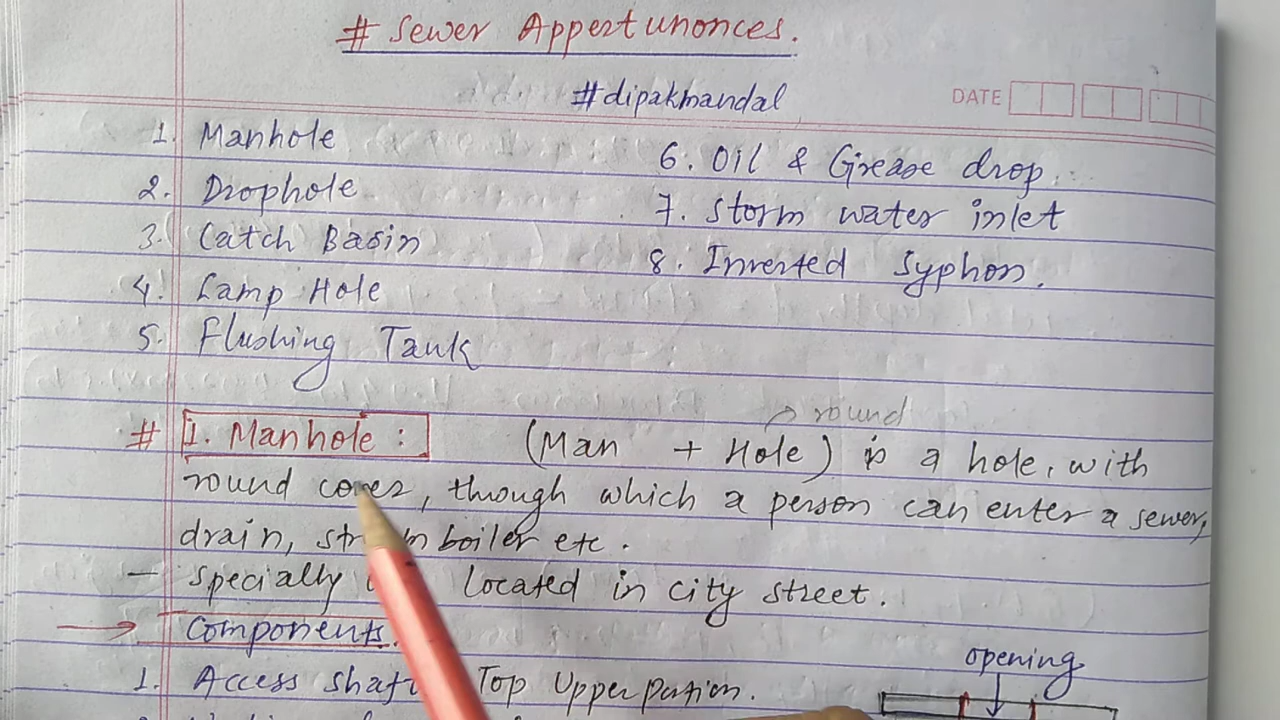 # Sewer Appertunonces.
#dipakmandal
DATE
1. Manhole
2. Drophole
3. Catch Basin
4. Lamp Hole
5. Flushing Tank
6. Oil & Grease drop.
7. Storm water inlet
8. Inverted Syphon.
# 1. Manhole : (Man + Hole) is a hole, with
round
round cover, though which a person can enter a sewer,
drain, boiler etc.
- Specially located in city street.
→ Components.
1. Access Shaft Top Upper portion.
opening